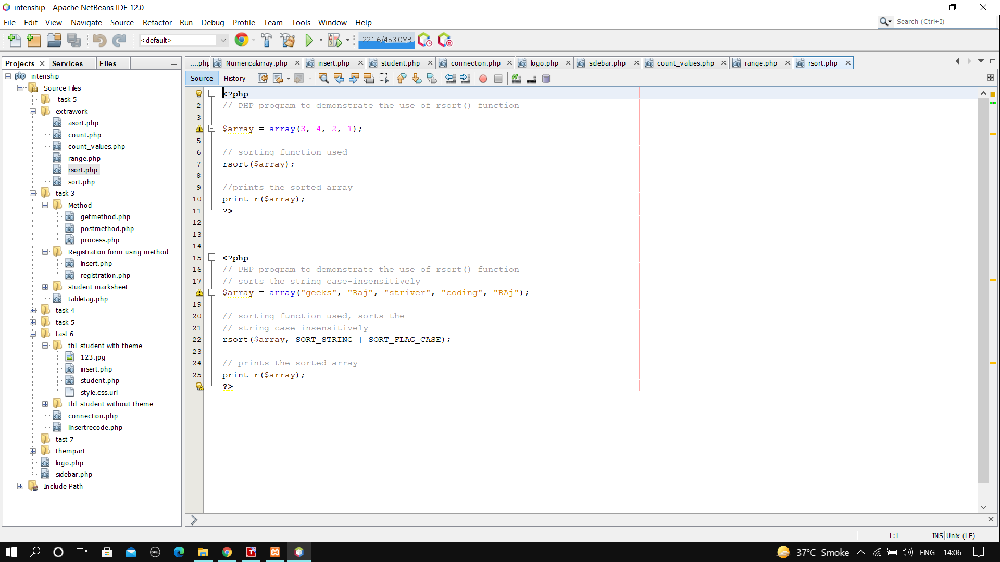 intenship - Apache NetBeans IDE 12.0
File Edit View Navigate Source Refactor Run Debug Profile Team Tools Window Help
Search (Ctrl+I)
<default>
221.6/453.0MB
Projects Services Files
....php Numericalarray.php insert.php student.php connection.php logo.php sidebar.php count_values.php range.php rsort.php
Source History
intenship
Source Files
task 5
extrawork
asort.php
count.php
count_values.php
range.php
rsort.php
sort.php
task 3
Method
getmethod.php
postmethod.php
process.php
Registration form using method
insert.php
registration.php
student marksheet
tabletag.php
task 4
task 5
tast 6
tbl_student with theme
123.jpg
insert.php
student.php
style.css.url
tbl_student without theme
connection.php
iinsertrecode.php
tast 7
thempart
logo.php
sidebar.php
Include Path
<?php
2 // PHP program to demonstrate the use of rsort() function
3
$array = array(3, 4, 2, 1);
5
6 // sorting function used
7 rsort($array);
8
9 //prints the sorted array
10 print_r($array);
11 ?>
12
13
14
15 <?php
16 // PHP program to demonstrate the use of rsort() function
17 // sorts the string case-insensitively
$array = array("geeks", "Raj", "striver", "coding", "RAj");
19
20 // sorting function used, sorts the
21 // string case-insensitively
22 rsort($array, SORT_STRING | SORT_FLAG_CASE);
23
24 // prints the sorted array
25 print_r($array);
?>
1:1 INS Unix (LF)
37°C Smoke ENG 14:06